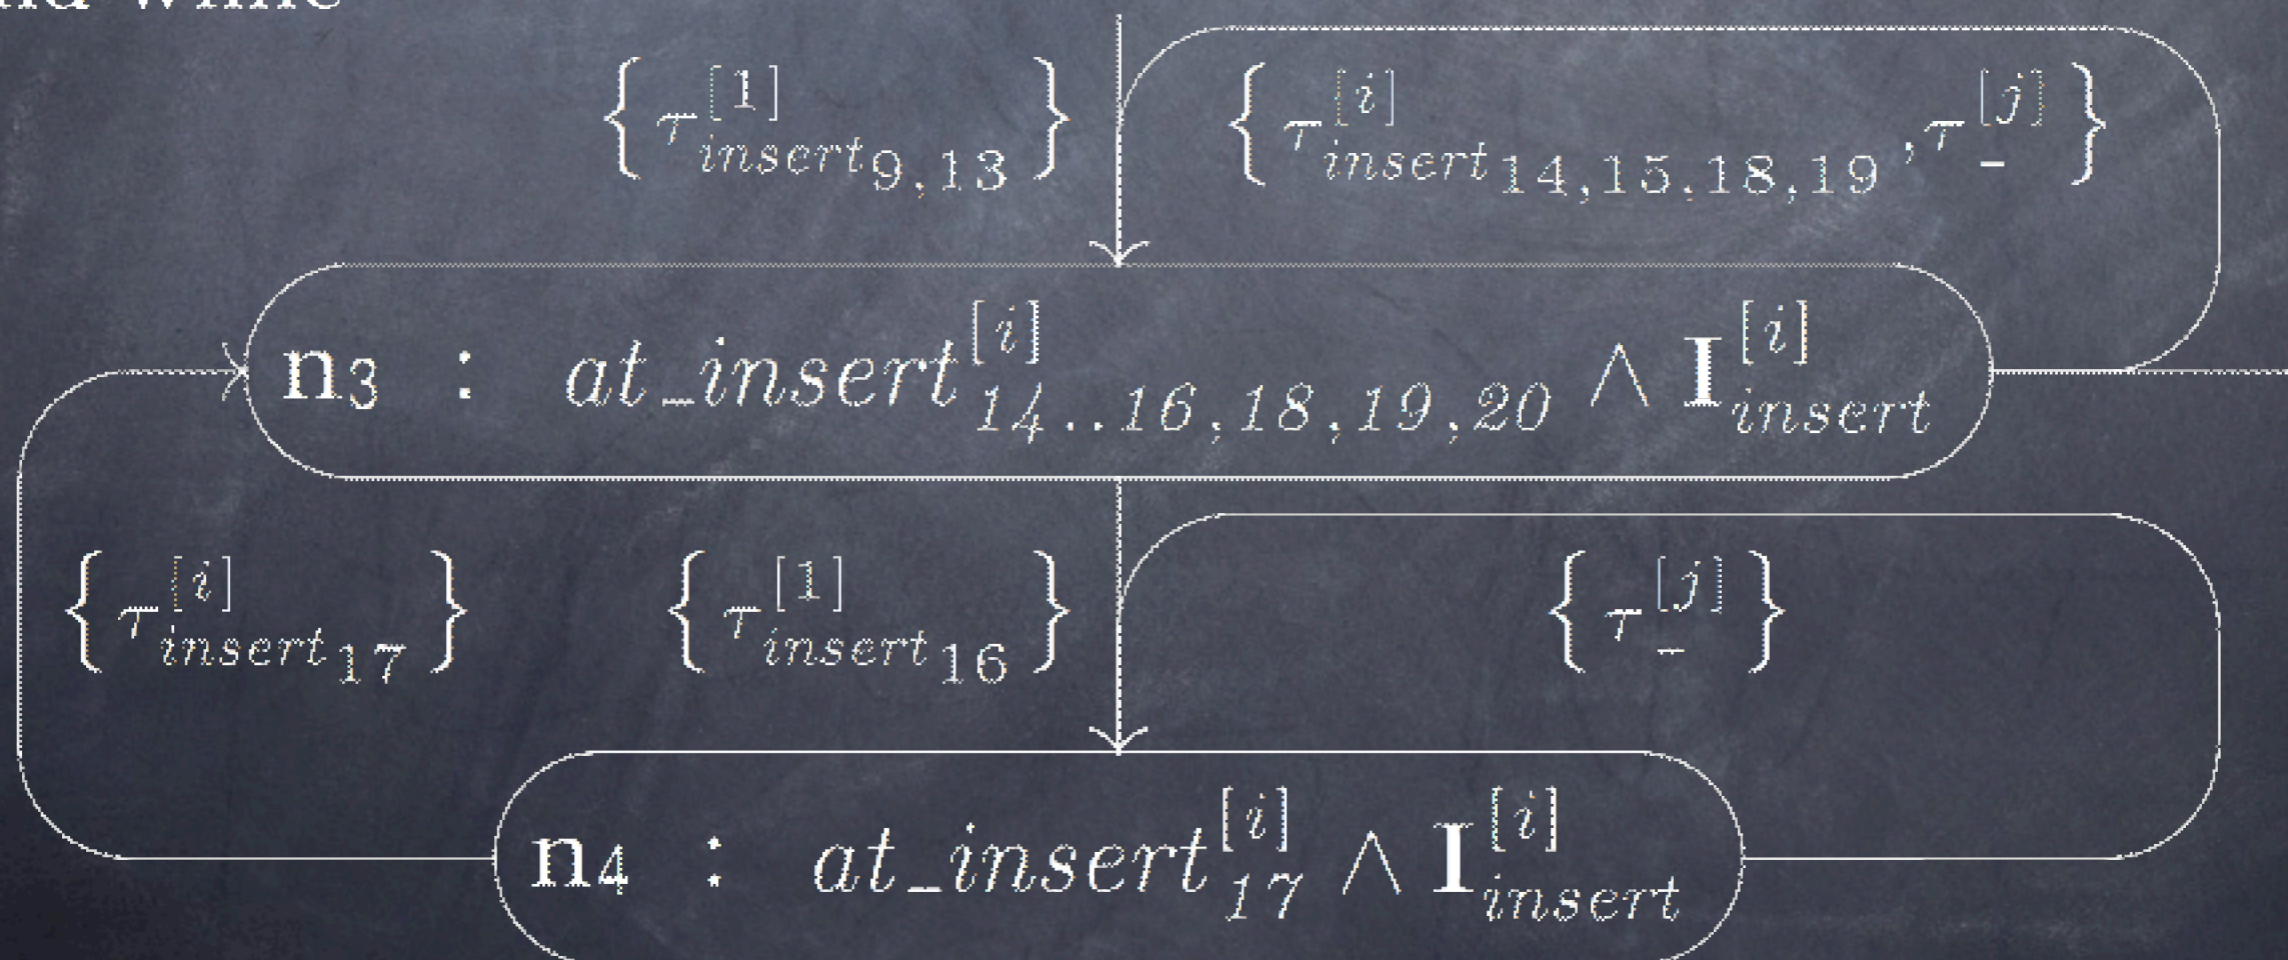 while
{ τ^{[1]}_{insert_{9,13}} } { τ^{[i]}_{insert_{14,15,18,19}}, τ^{[j]}_{_} }
n₃ : at_insert^{[i]}_{14..16,18,19,20} ∧ I^{[i]}_{insert}
{ τ^{[i]}_{insert_{17}} } { τ^{[1]}_{insert_{16}} } { τ^{[j]}_{_} }
n₄ : at_insert^{[i]}_{17} ∧ I^{[i]}_{insert}